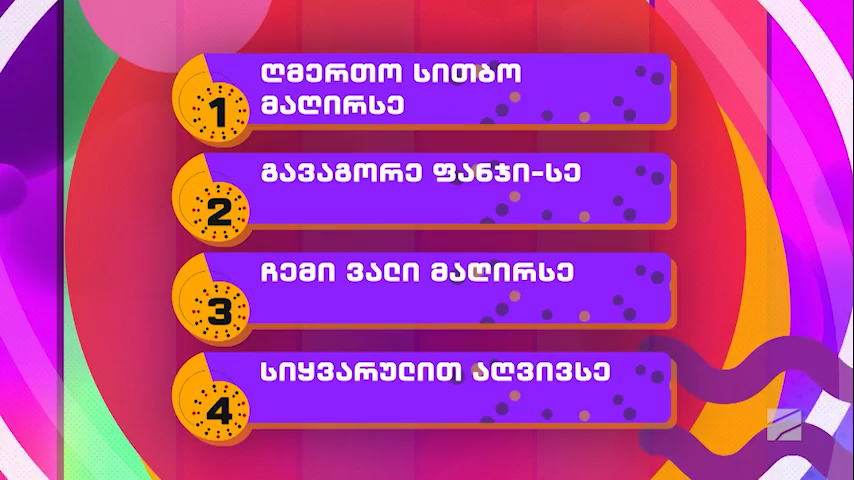 1
ღმერთო სითბო
მაღირსე
2
გავაგორე ფანჯი-სე
3
ჩემი ვალი მაღირსე
4
სიყვარულით აღვივსე